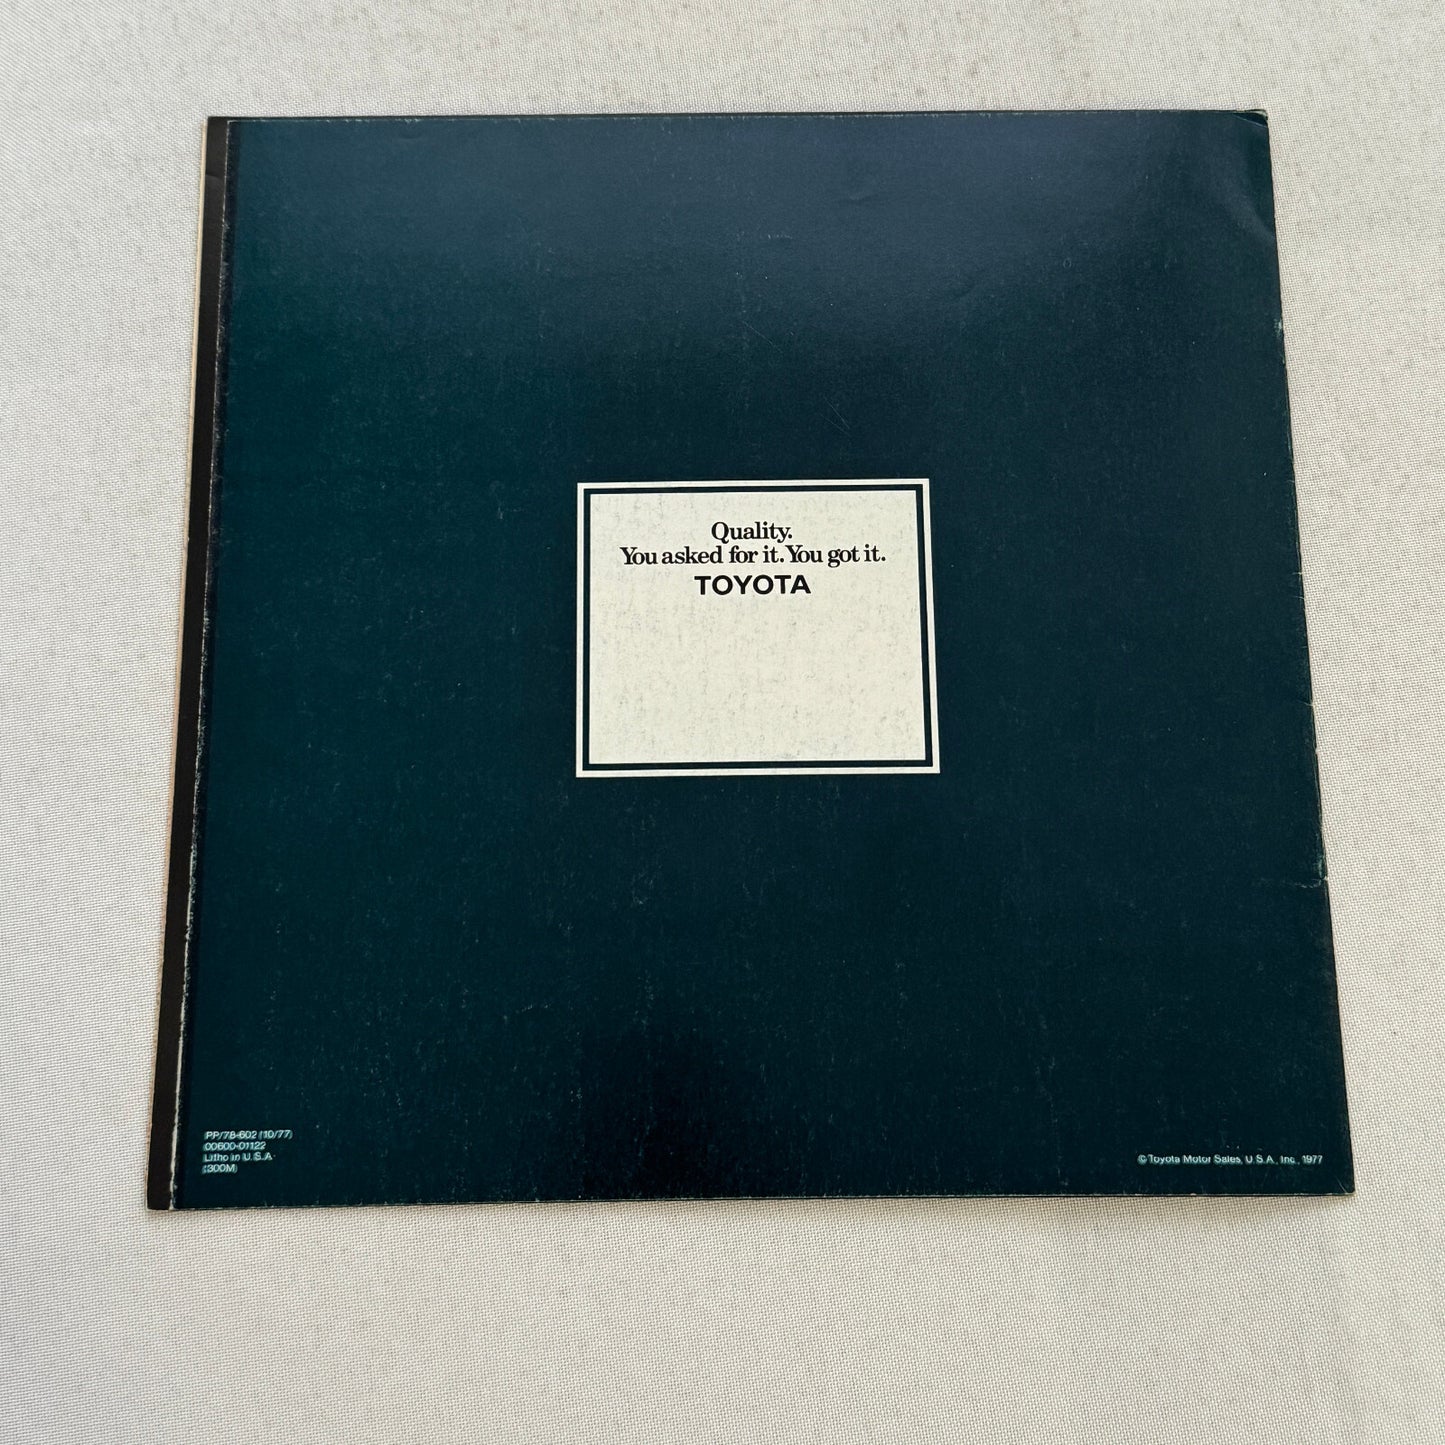 Quality.
You asked for it. You got it.
TOYOTA
PP/78-602 (10/77)
00600-01122
Litho in U.S.A.
(300M)
© Toyota Motor Sales, U.S.A., Inc., 1977